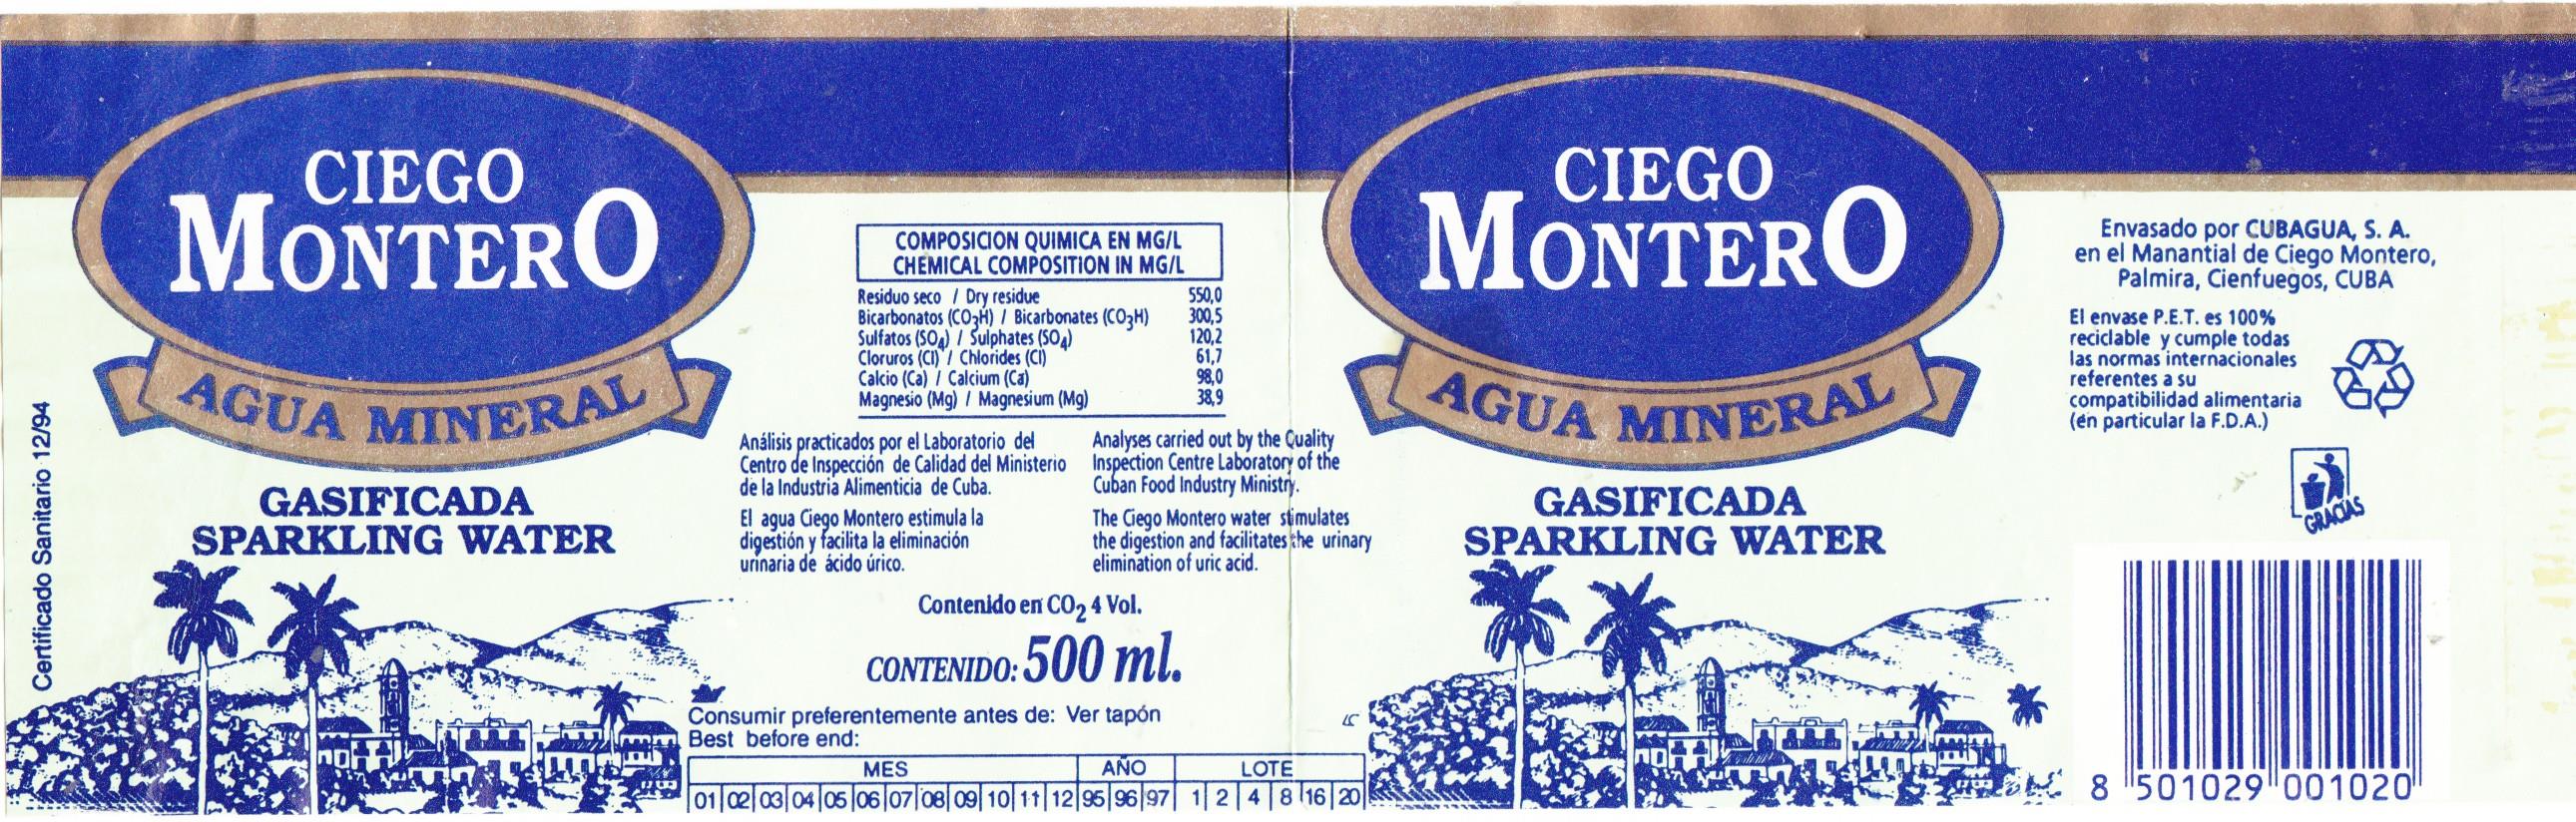 Certificado Sanitario 12/94
CIEGO
MONTERO
AGUA MINERAL
GASIFICADA
SPARKLING WATER
COMPOSICION QUIMICA EN MG/L
CHEMICAL COMPOSITION IN MG/L
Residuo seco / Dry residue 550,0
Bicarbonatos (CO3H) / Bicarbonates (CO3H) 300,5
Sulfatos (SO4) / Sulphates (SO4) 120,2
Cloruros (Cl) / Chlorides (Cl) 61,7
Calcio (Ca) / Calcium (Ca) 98,0
Magnesio (Mg) / Magnesium (Mg) 38,9
Análisis practicados por el Laboratorio del
Centro de Inspección de Calidad del Ministerio
de la Industria Alimenticia de Cuba.
El agua Ciego Montero estimula la
digestión y facilita la eliminación
urinaria de ácido úrico.
Analyses carried out by the Quality
Inspection Centre Laboratory of the
Cuban Food Industry Ministry.
The Ciego Montero water stimulates
the digestion and facilitates the urinary
elimination of uric acid.
Contenido en CO2 4 Vol.
CONTENIDO: 500 ml.
Consumir preferentemente antes de: Ver tapón
Best before end:
MES AÑO LOTE
01 02 03 04 05 06 07 08 09 10 11 12 95 96 97 1 2 4 8 16 20
LC
CIEGO
MONTERO
AGUA MINERAL
GASIFICADA
SPARKLING WATER
Envasado por CUBAGUA, S. A.
en el Manantial de Ciego Montero,
Palmira, Cienfuegos, CUBA
El envase P.E.T. es 100%
reciclable y cumple todas
las normas internacionales
referentes a su
compatibilidad alimentaria
(en particular la F.D.A.)
GRACIAS
8 501029 001020